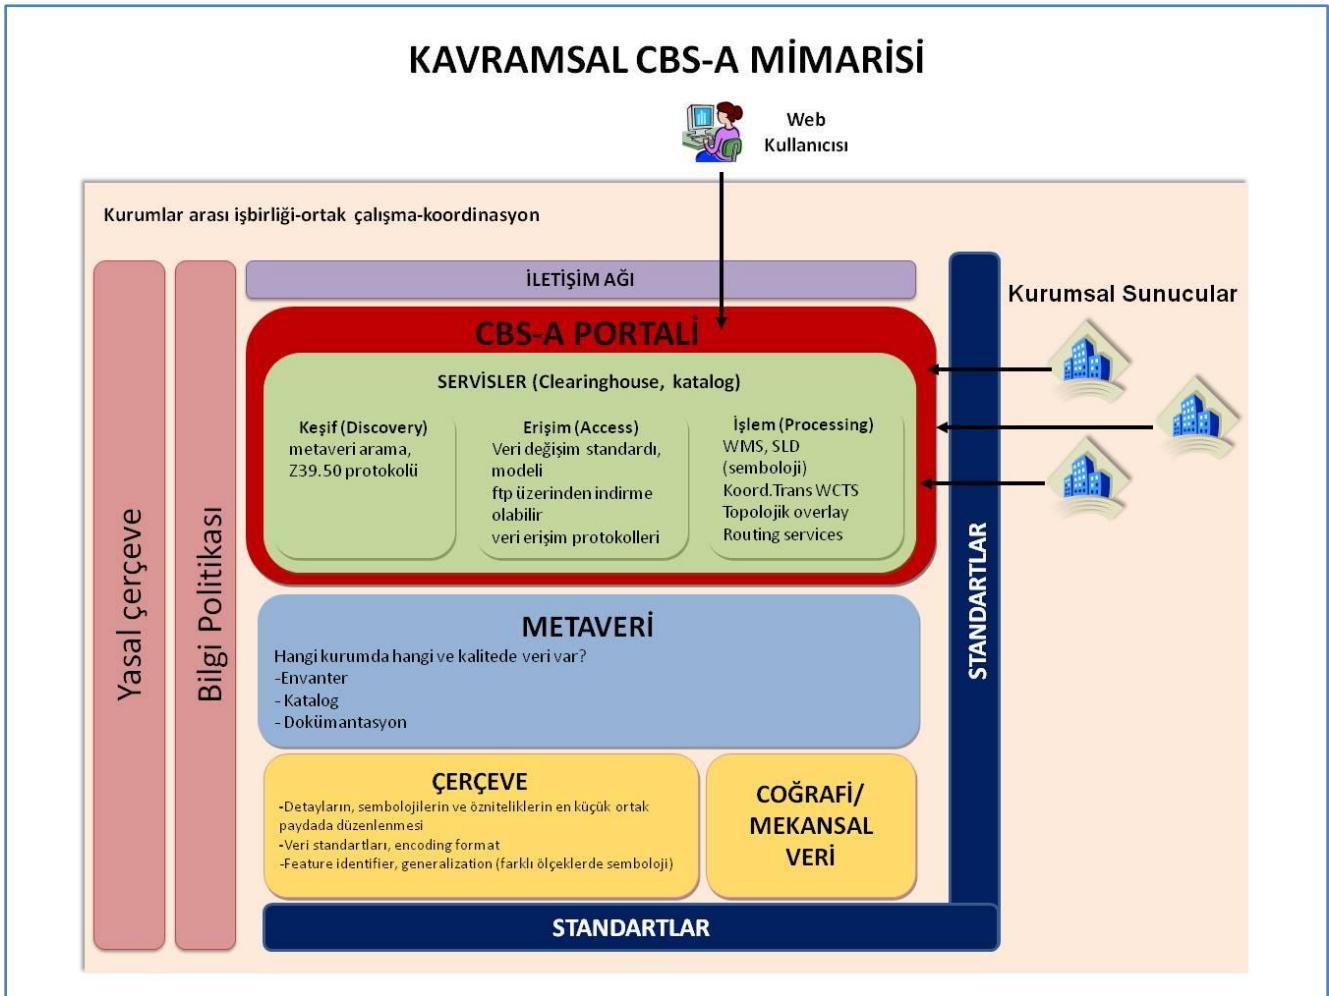 KAVRAMSAL CBS-A MİMARİSİ
Web
Kullanıcısı
Kurumlar arası işbirliği-ortak çalışma-koordinasyon
Yasal çerçeve
Bilgi Politikası
İLETİŞİM AĞI
CBS-A PORTALİ
SERVİSLER (Clearinghouse, katalog)
Keşif (Discovery)
metaveri arama,
Z39.50 protokolü
Erişim (Access)
Veri değişim standardı,
modeli
ftp üzerinden indirme
olabilir
veri erişim protokolleri
İşlem (Processing)
WMS, SLD
(semboloji)
Koord.Trans WCTS
Topolojik overlay
Routing services
STANDARTLAR
Kurumsal Sunucular
METAVERİ
Hangi kurumda hangi ve kalitede veri var?
-Envanter
- Katalog
- Dokümantasyon
ÇERÇEVE
-Detayların, sembolojilerin ve özniteliklerin en küçük ortak
paydada düzenlenmesi
-Veri standartları, encoding format
-Feature identifier, generalization (farklı ölçeklerde semboloji)
COĞRAFİ/
MEKANSAL
VERİ
STANDARTLAR